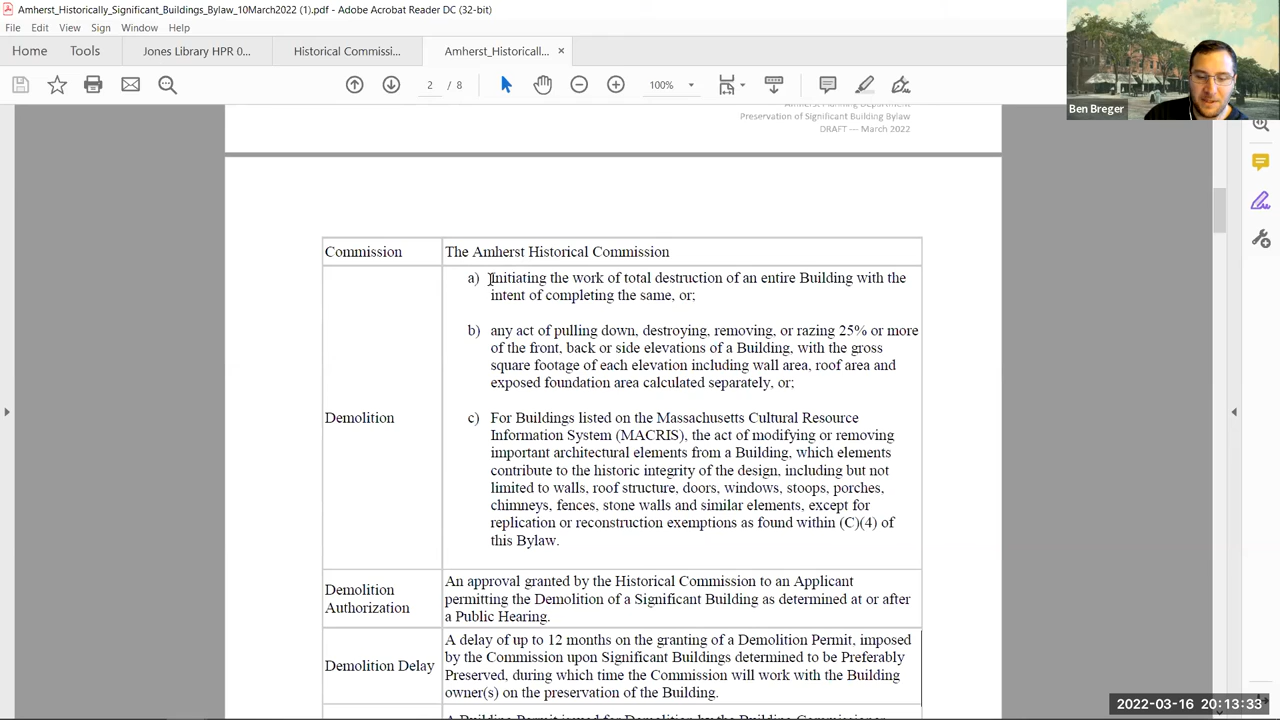 Amherst_Historically_Significant_Buildings_Bylaw_10March2022 (1).pdf - Adobe Acrobat Reader DC (32-bit)
File Edit View Sign Window Help
Home Tools Jones Library HPR 0... Historical Commissi... Amherst_Historicall... ×
2 / 8 100%
Ben Breger
Amherst Planning Department
Preservation of Significant Building Bylaw
DRAFT — March 2022
Commission The Amherst Historical Commission
a) Initiating the work of total destruction of an entire Building with the
intent of completing the same, or;
b) any act of pulling down, destroying, removing, or razing 25% or more
of the front, back or side elevations of a Building, with the gross
square footage of each elevation including wall area, roof area and
exposed foundation area calculated separately, or;
Demolition c) For Buildings listed on the Massachusetts Cultural Resource
Information System (MACRIS), the act of modifying or removing
important architectural elements from a Building, which elements
contribute to the historic integrity of the design, including but not
limited to walls, roof structure, doors, windows, stoops, porches,
chimneys, fences, stone walls and similar elements, except for
replication or reconstruction exemptions as found within (C)(4) of
this Bylaw.
Demolition
Authorization
An approval granted by the Historical Commission to an Applicant
permitting the Demolition of a Significant Building as determined at or after
a Public Hearing.
Demolition Delay
A delay of up to 12 months on the granting of a Demolition Permit, imposed
by the Commission upon Significant Buildings determined to be Preferably
Preserved, during which time the Commission will work with the Building
owner(s) on the preservation of the Building.
A Building Permit issued for Demolition by the Building Commissioner
2022-03-16 20:13:33